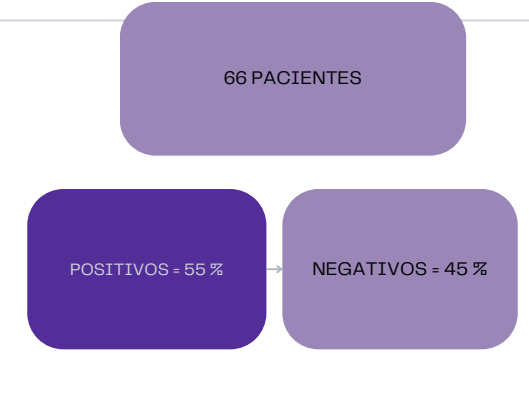 66 PACIENTES
POSITIVOS = 55 %
NEGATIVOS = 45 %